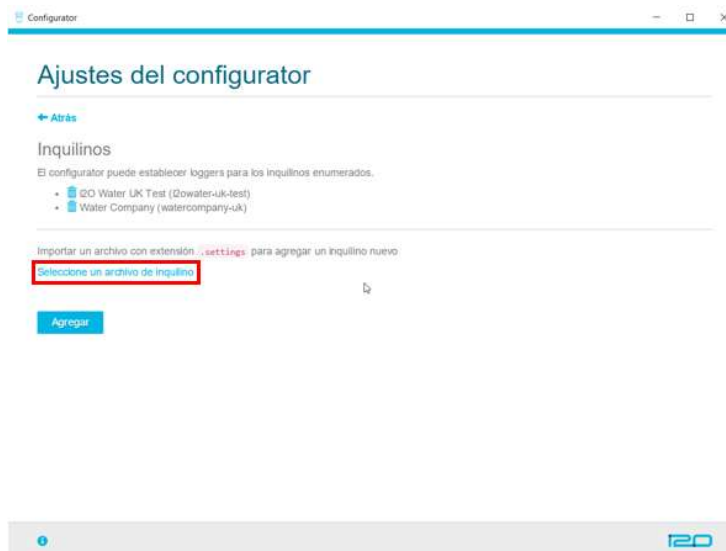 Configurator
Ajustes del configurator
Atrás
Inquilinos
El configurator puede establecer loggers para los inquilinos enumerados.
I2O Water UK Test (i2owater-uk-test)
Water Company (watercompany-uk)
Importar un archivo con extensión .settings para agregar un inquilino nuevo
Seleccione un archivo de inquilino
Agregar
i2O